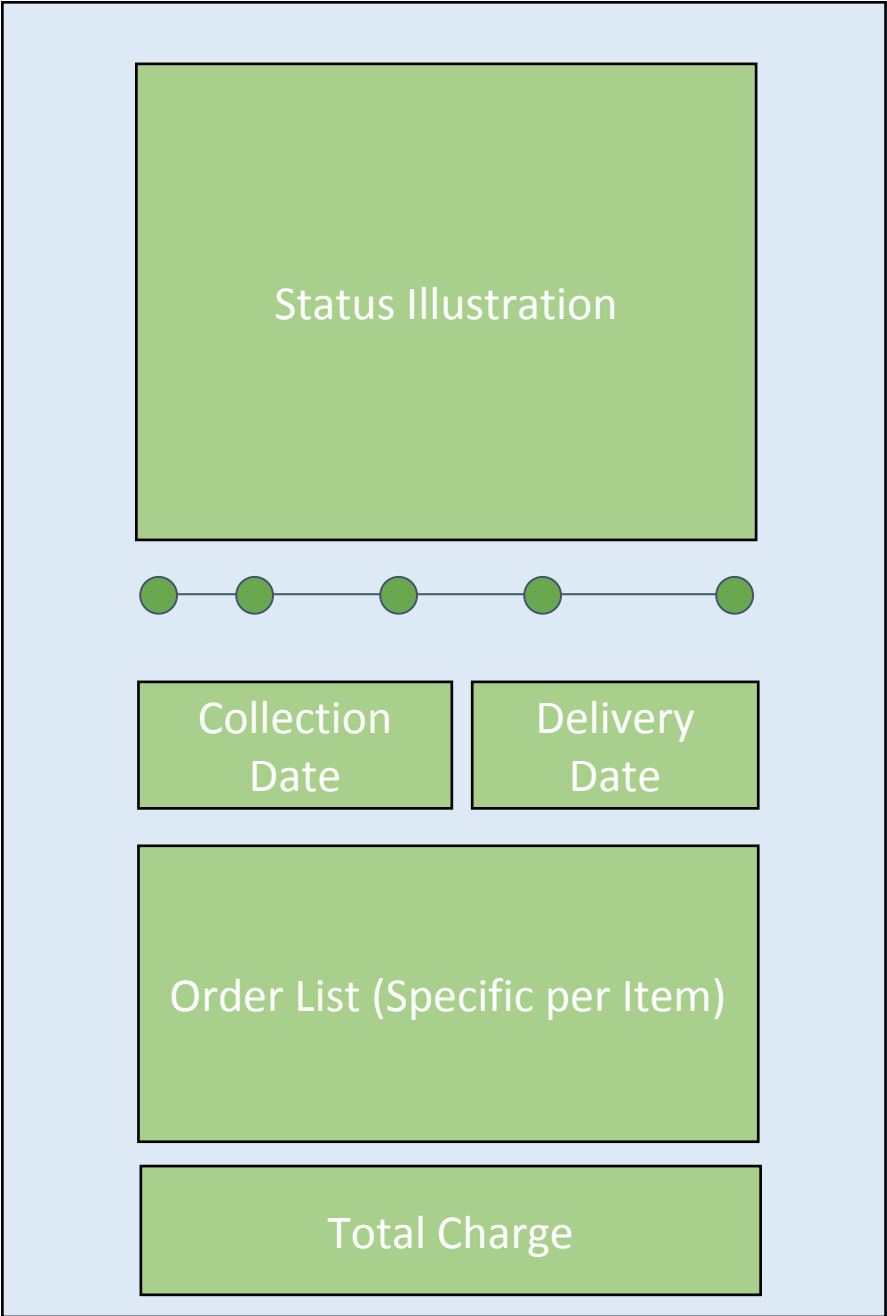 Status Illustration
Collection
Date
Delivery
Date
Order List (Specific per Item)
Total Charge